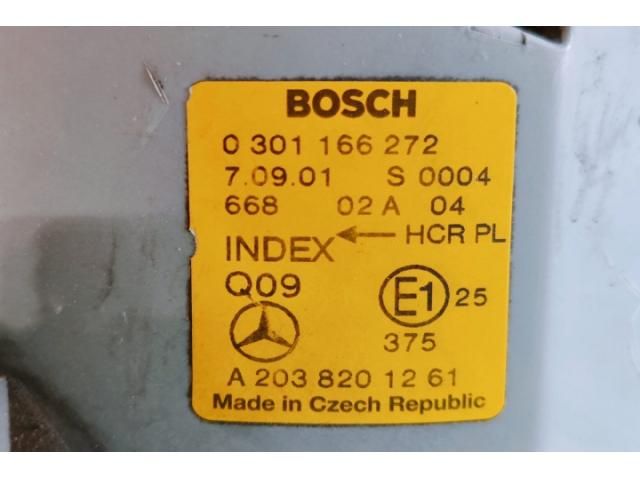 BOSCH
0 301 166 272
7.09.01 S 0004
668 02 A 04
INDEX ← HCR PL
Q09
E1 25
375
A 203 820 12 61
Made in Czech Republic